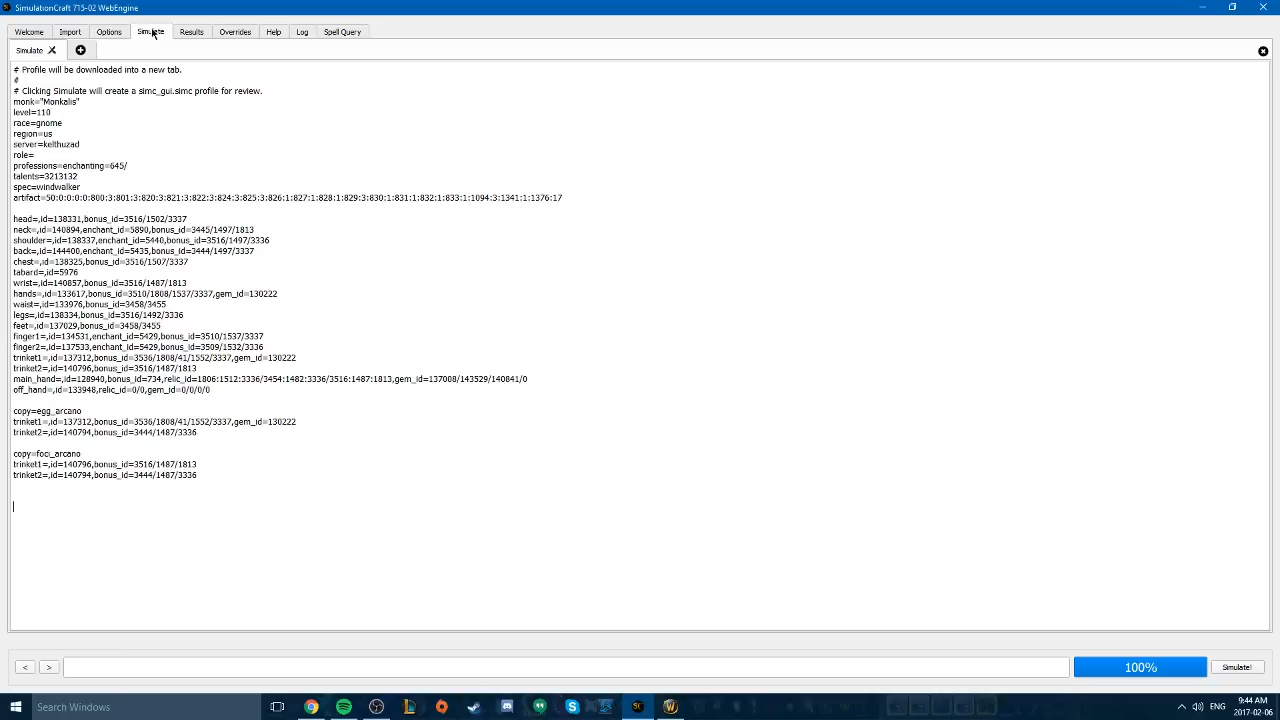 SimulationCraft 715-02 WebEngine
Welcome Import Options Simulate Results Overrides Help Log Spell Query
Simulate
# Profile will be downloaded into a new tab.
#
# Clicking Simulate will create a simc_gui.simc profile for review.
monk="Monkalis"
level=110
race=gnome
region=us
server=kelthuzad
role=
professions=enchanting=645/
talents=3213132
spec=windwalker
artifact=50:0:0:0:0:800:3:801:3:820:3:821:3:822:3:824:3:825:3:826:1:827:1:828:1:829:3:830:1:831:1:832:1:833:1:1094:3:1341:1:1376:17
head=,id=138331,bonus_id=3516/1502/3337
neck=,id=140894,enchant_id=5890,bonus_id=3445/1497/1813
shoulder=,id=138337,enchant_id=5440,bonus_id=3516/1497/3336
back=,id=144400,enchant_id=5435,bonus_id=3444/1497/3337
chest=,id=138325,bonus_id=3516/1507/3337
tabard=,id=5976
wrist=,id=140857,bonus_id=3516/1487/1813
hands=,id=133617,bonus_id=3510/1808/1537/3337,gem_id=130222
waist=,id=133976,bonus_id=3458/3455
legs=,id=138334,bonus_id=3516/1492/3336
feet=,id=137029,bonus_id=3458/3455
finger1=,id=134531,enchant_id=5429,bonus_id=3510/1537/3337
finger2=,id=137533,enchant_id=5429,bonus_id=3509/1532/3336
trinket1=,id=137312,bonus_id=3536/1808/41/1552/3337,gem_id=130222
trinket2=,id=140796,bonus_id=3516/1487/1813
main_hand=,id=128940,bonus_id=734,relic_id=1806:1512:3336/3454:1482:3336/3516:1487:1813,gem_id=137008/143529/140841/0
off_hand=,id=133948,relic_id=0/0,gem_id=0/0/0/0
copy=egg_arcano
trinket1=,id=137312,bonus_id=3536/1808/41/1552/3337,gem_id=130222
trinket2=,id=140794,bonus_id=3444/1487/3336
copy=foci_arcano
trinket1=,id=140796,bonus_id=3516/1487/1813
trinket2=,id=140794,bonus_id=3444/1487/3336
< > 100% Simulate!
Search Windows
ENG
9:44 AM
2017-02-06